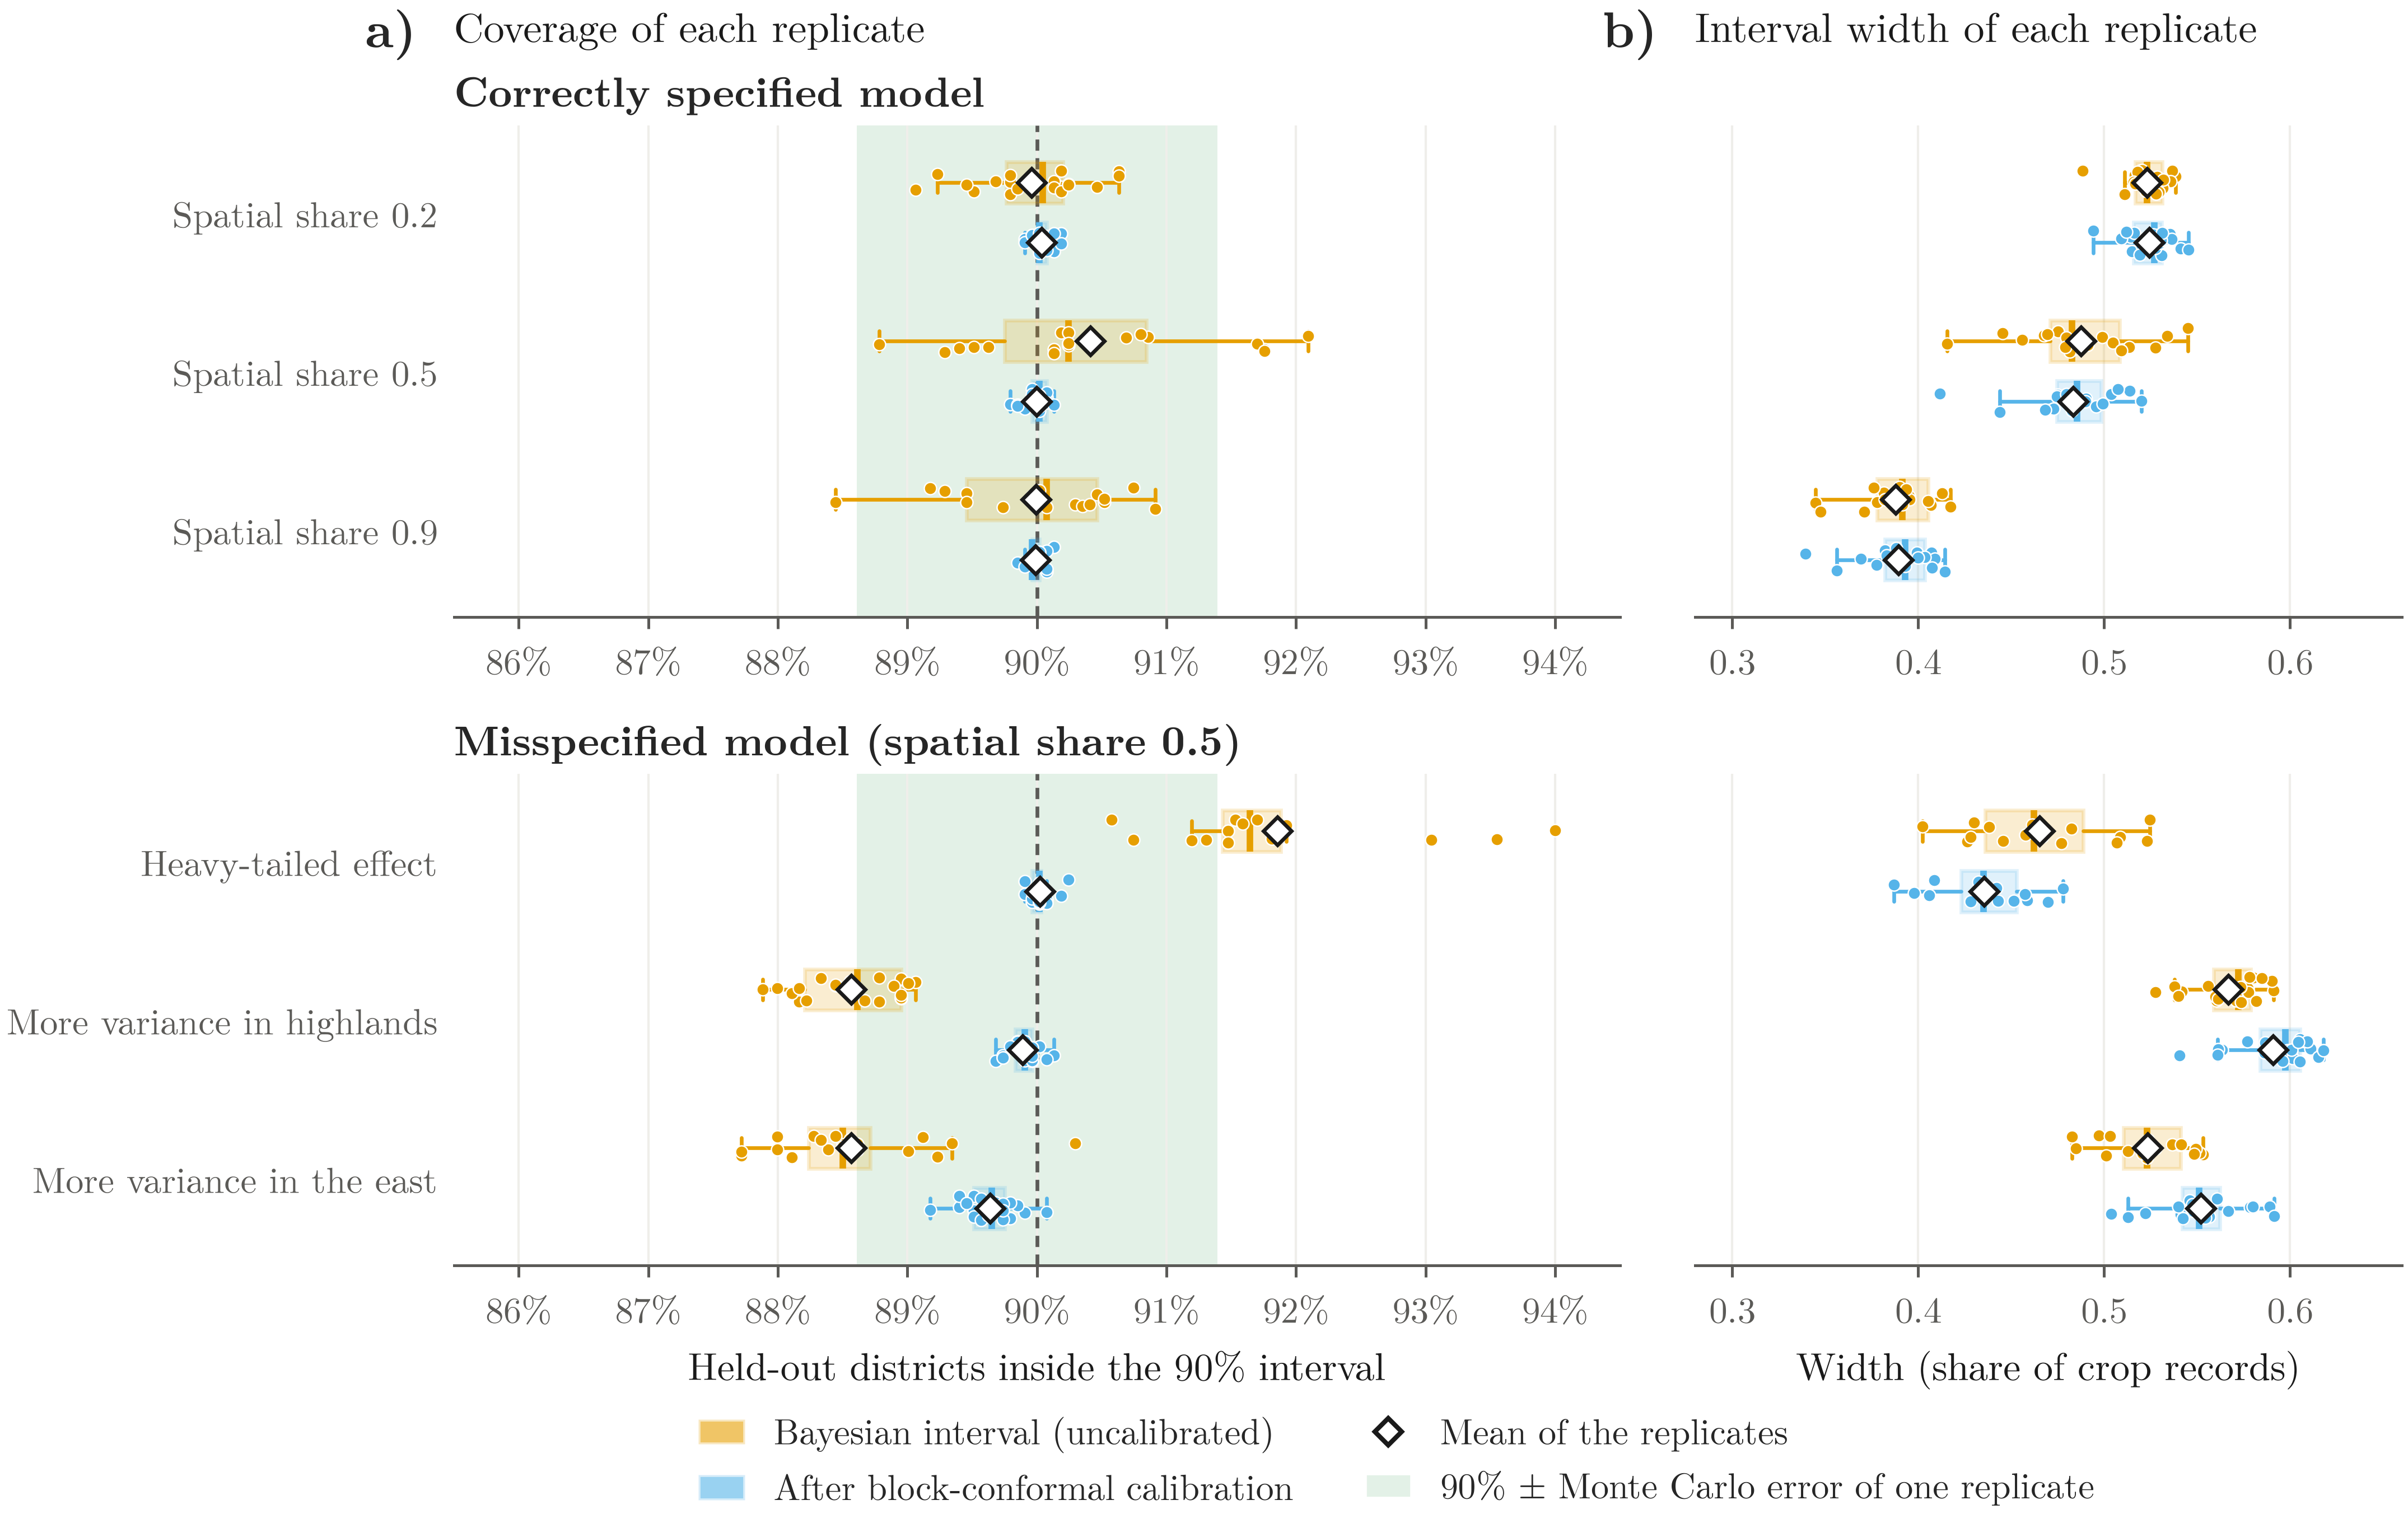 a) Coverage of each replicate
b) Interval width of each replicate
Correctly specified model
Spatial share 0.2
Spatial share 0.5
Spatial share 0.9
86% 87% 88% 89% 90% 91% 92% 93% 94%
0.3 0.4 0.5 0.6
Misspecified model (spatial share 0.5)
Heavy-tailed effect
More variance in highlands
More variance in the east
86% 87% 88% 89% 90% 91% 92% 93% 94%
0.3 0.4 0.5 0.6
Held-out districts inside the 90% interval
Width (share of crop records)
Bayesian interval (uncalibrated)
After block-conformal calibration
Mean of the replicates
90% ± Monte Carlo error of one replicate